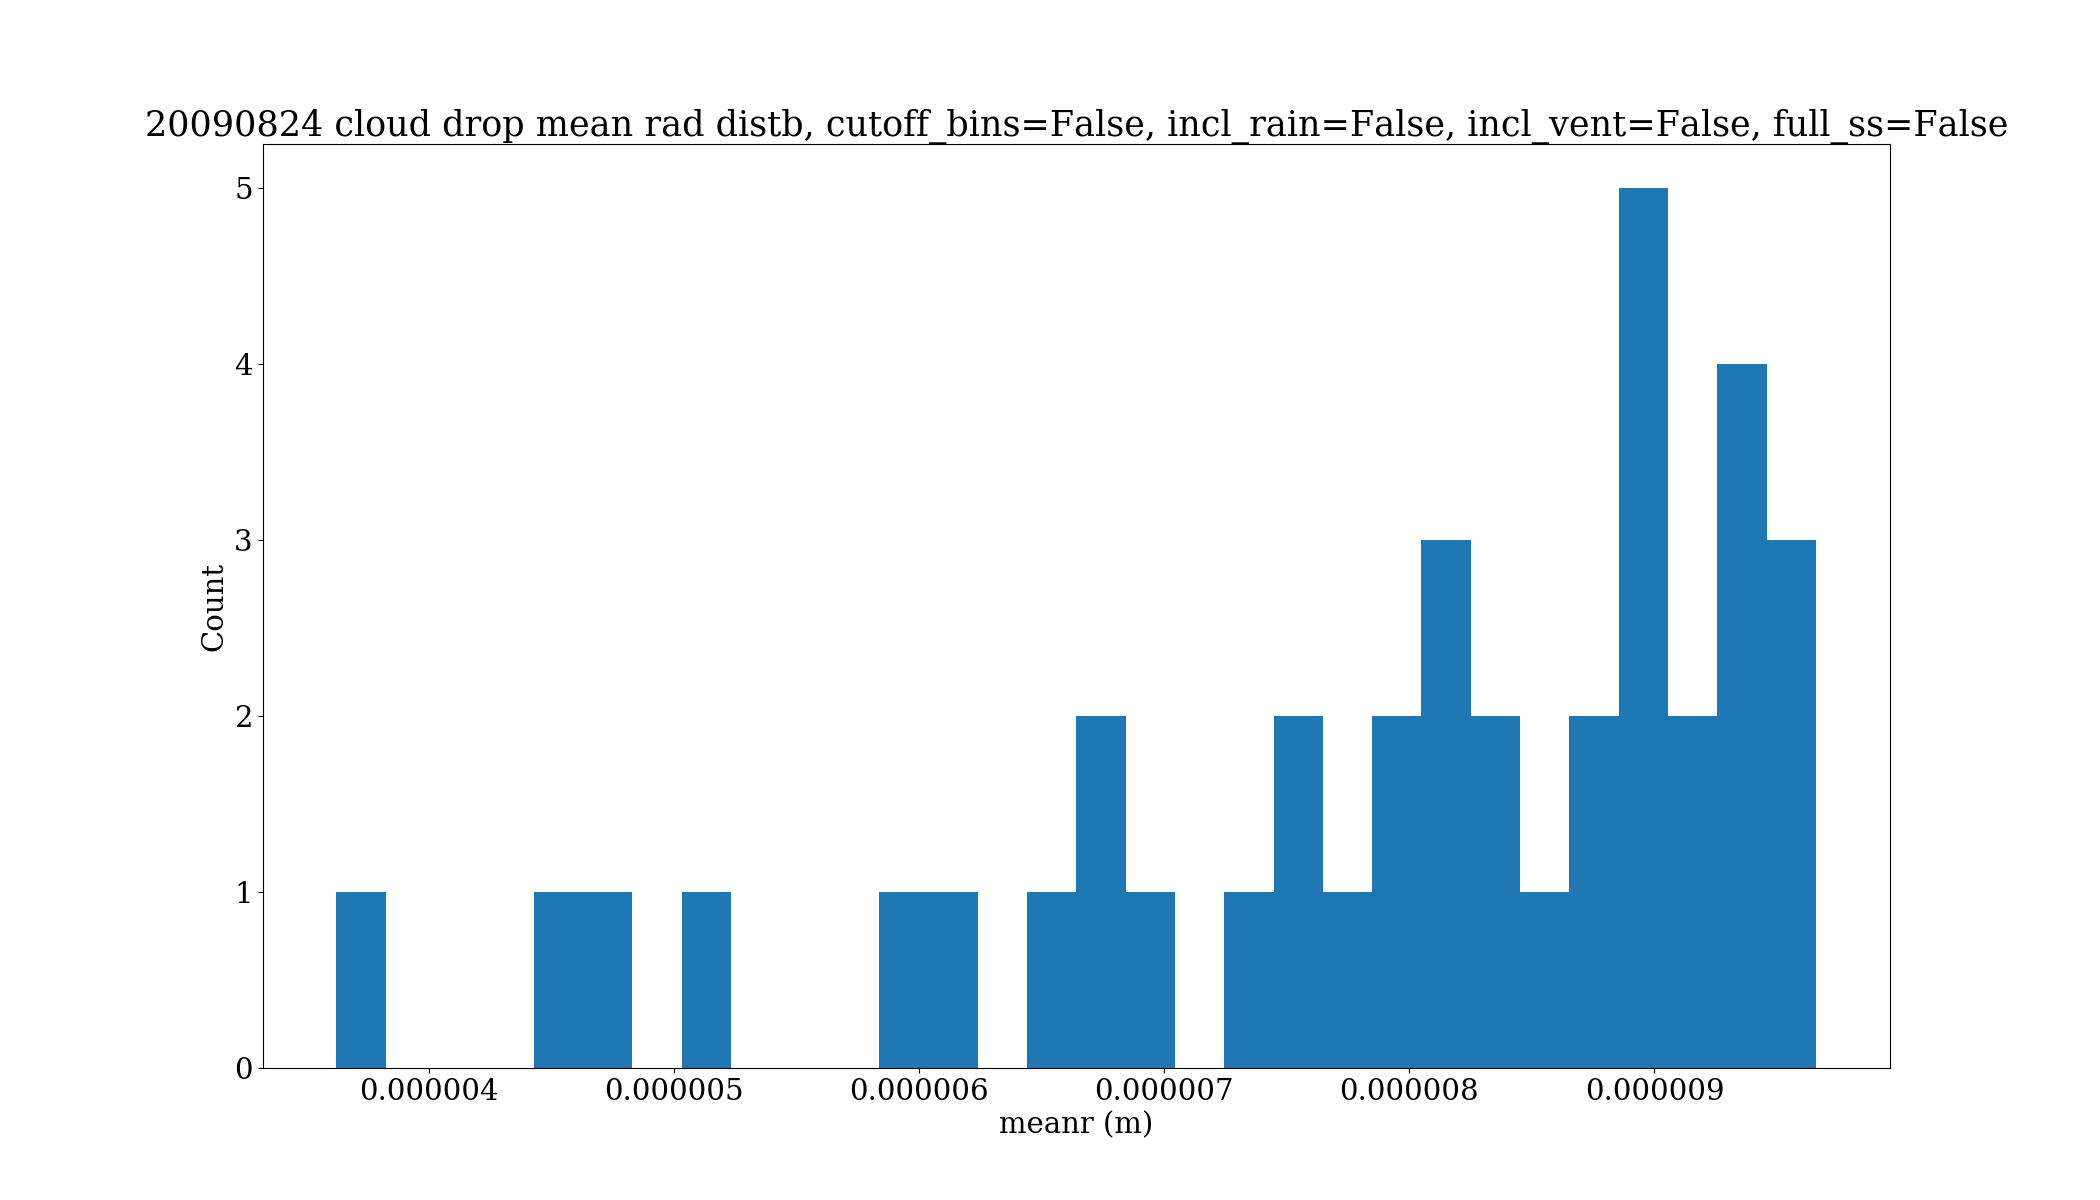 20090824 cloud drop mean rad distb, cutoff_bins=False, incl_rain=False, incl_vent=False, full_ss=False
5
4
3
2
1
0
Count
0.000004 0.000005 0.000006 0.000007 0.000008 0.000009
meanr (m)